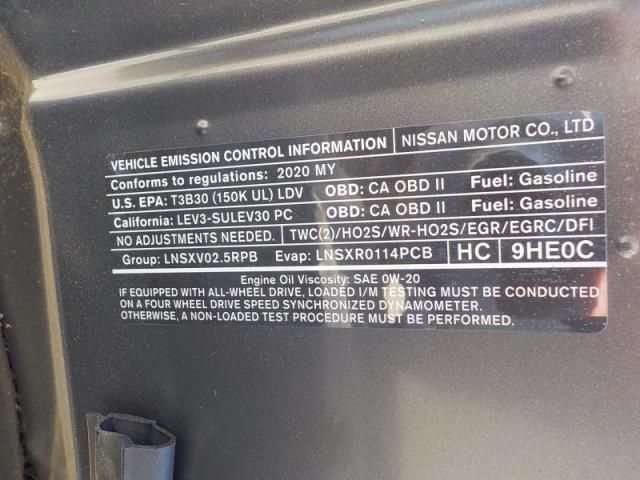 VEHICLE EMISSION CONTROL INFORMATION NISSAN MOTOR CO., LTD
Conforms to regulations: 2020 MY
U.S. EPA: T3B30 (150K UL) LDV OBD: CA OBD II Fuel: Gasoline
California: LEV3-SULEV30 PC OBD: CA OBD II Fuel: Gasoline
NO ADJUSTMENTS NEEDED. TWC(2)/HO2S/WR-HO2S/EGR/EGRC/DFI
Group: LNSXV02.5RPB Evap: LNSXR0114PCB HC 9HE0C
Engine Oil Viscosity: SAE 0W-20
IF EQUIPPED WITH ALL-WHEEL DRIVE, LOADED I/M TESTING MUST BE CONDUCTED
ON A FOUR WHEEL DRIVE SPEED SYNCHRONIZED DYNAMOMETER.
OTHERWISE, A NON-LOADED TEST PROCEDURE MUST BE PERFORMED.